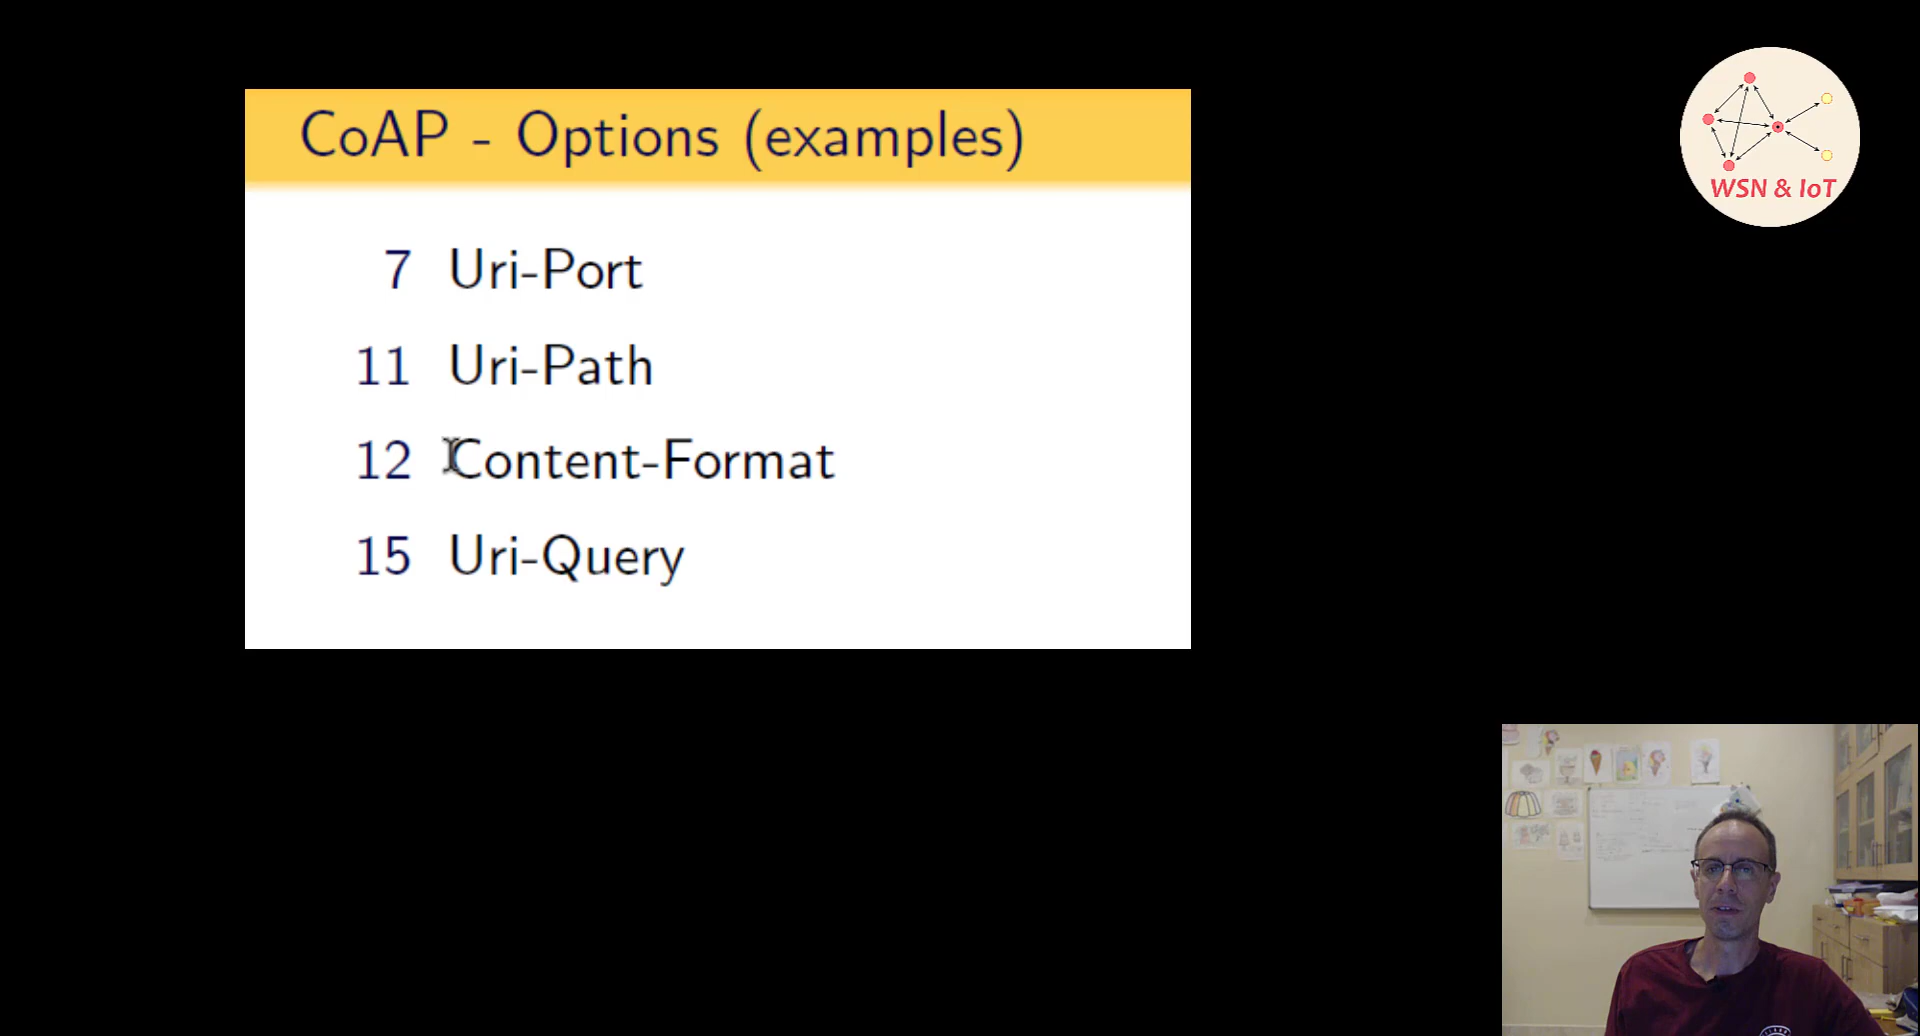 CoAP - Options (examples)
7 Uri-Port
11 Uri-Path
12 Content-Format
15 Uri-Query
WSN & IoT